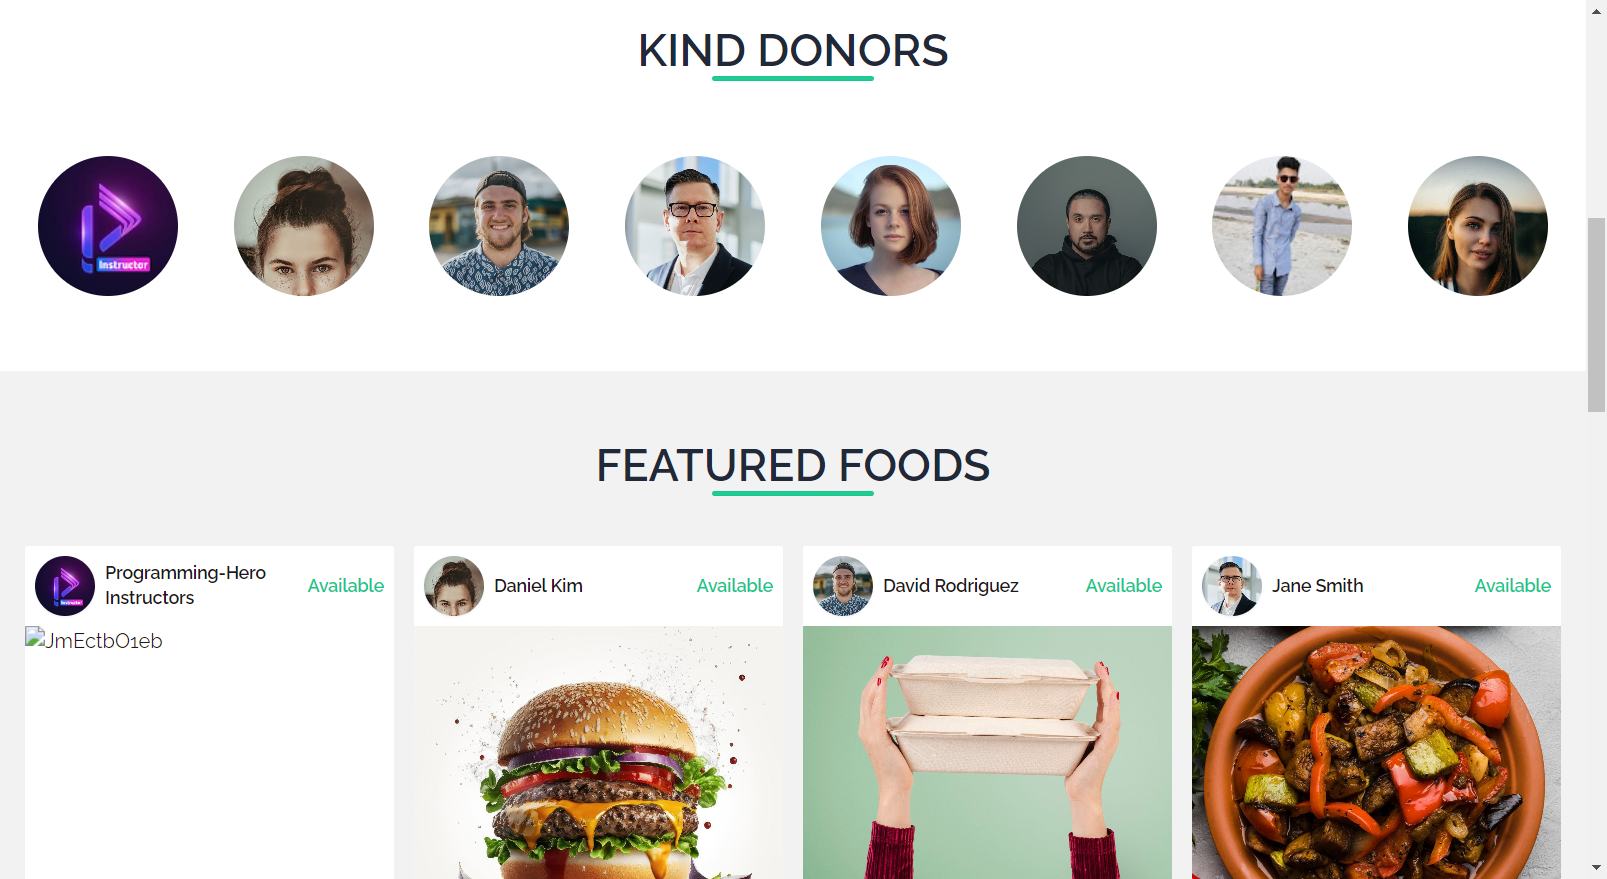 KIND DONORS
Instructor
FEATURED FOODS
Programming-Hero
Instructors
Available
JmEctbO1eb
Daniel Kim
Available
David Rodriguez
Available
Jane Smith
Available